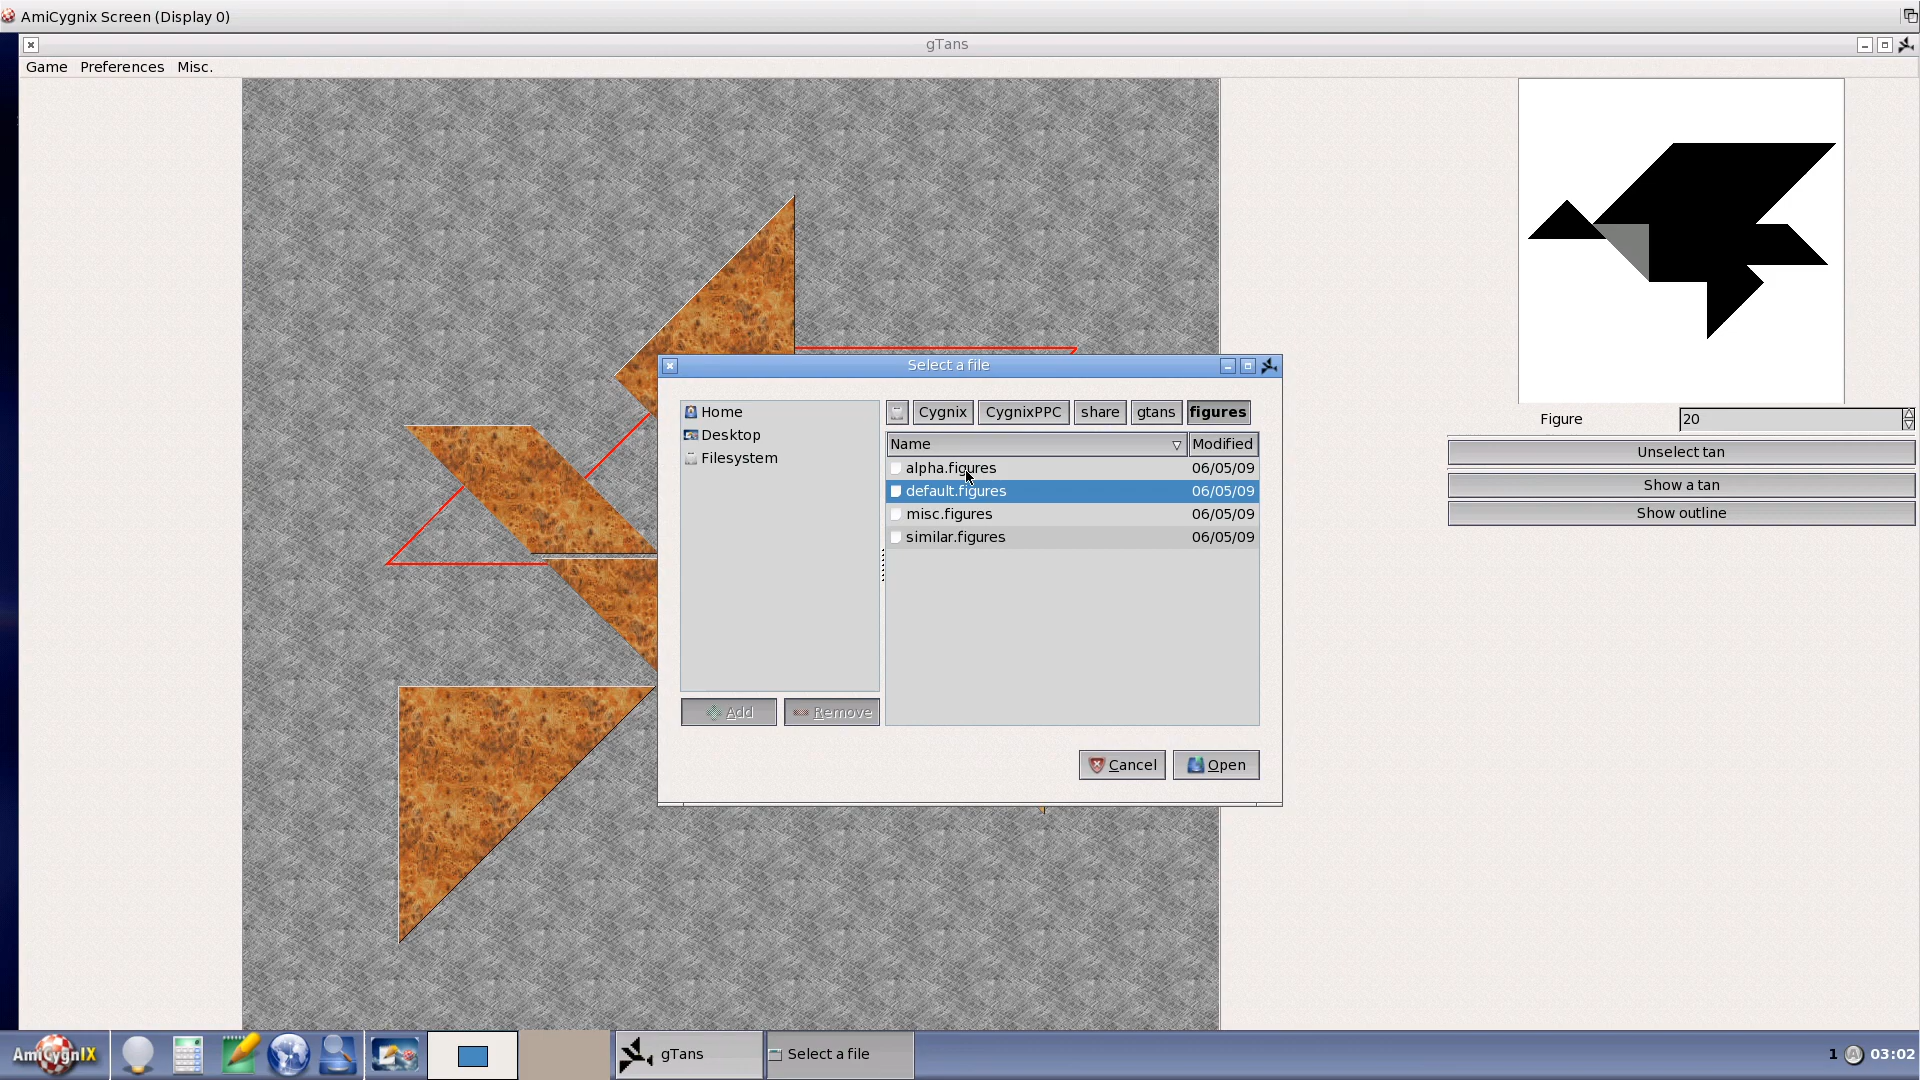 AmiCygnix Screen (Display 0)
gTans
Game Preferences Misc.
Figure 20
Unselect tan
Show a tan
Show outline
Select a file
Home
Desktop
Filesystem
Add
Remove
Cygnix CygnixPPC share gtans figures
Name Modified
alpha.figures 06/05/09
default.figures 06/05/09
misc.figures 06/05/09
similar.figures 06/05/09
Cancel
Open
AmiCygnIX
gTans
Select a file
1
03:02